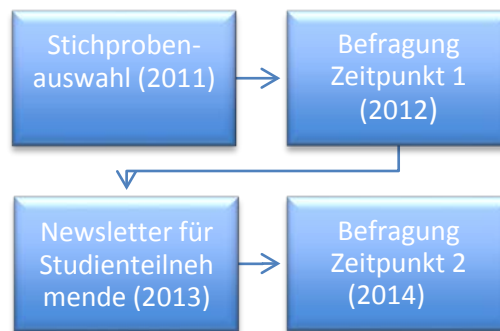 Stichproben-
auswahl (2011)
Befragung
Zeitpunkt 1
(2012)
Newsletter für
Studienteilneh
mende (2013)
Befragung
Zeitpunkt 2
(2014)